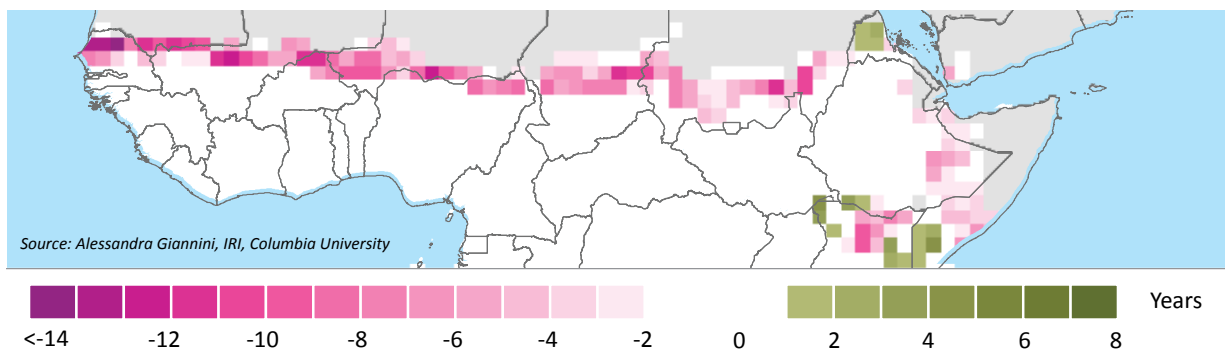 Source: Alessandra Giannini, IRI, Columbia University
Years
<-14 -12 -10 -8 -6 -4 -2 0 2 4 6 8